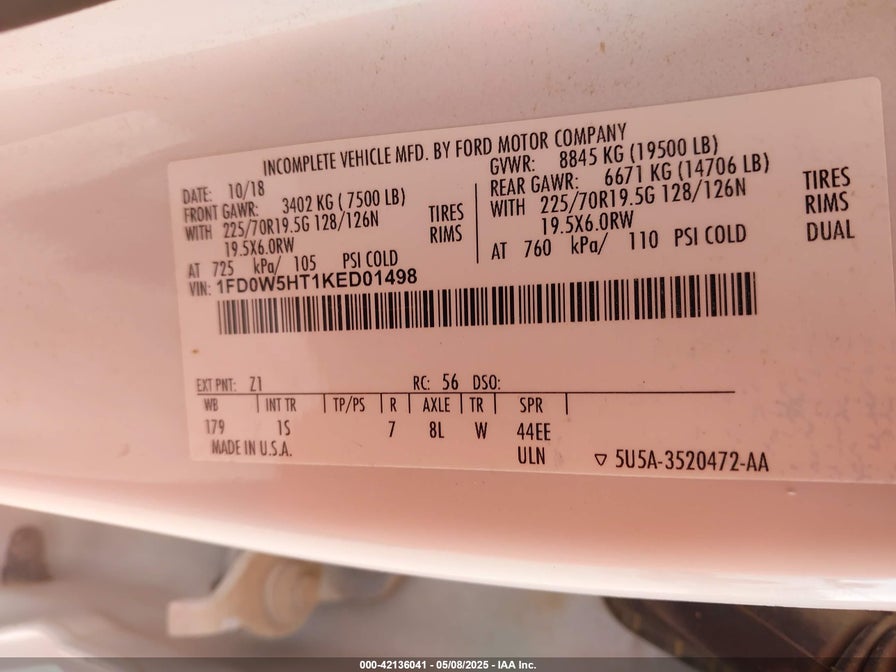 INCOMPLETE VEHICLE MFD. BY FORD MOTOR COMPANY
DATE: 10/18
GVWR: 8845 KG (19500 LB)
FRONT GAWR: 3402 KG (7500 LB)
REAR GAWR: 6671 KG (14706 LB)
WITH 225/70R19.5G 128/126N TIRES
19.5X6.0RW RIMS
WITH 225/70R19.5G 128/126N TIRES
19.5X6.0RW RIMS
AT 725 kPa/ 105 PSI COLD
AT 760 kPa/ 110 PSI COLD DUAL
VIN: 1FD0W5HT1KED01498
EXT PNT: Z1 RC: 56 DSO:
WB | INT TR | TP/PS | R | AXLE | TR | SPR |
179 1S 7 8L W 44EE
MADE IN U.S.A. ULN ▽ 5U5A-3520472-AA
000-42136041 | 05/08/2025 - IAA Inc.